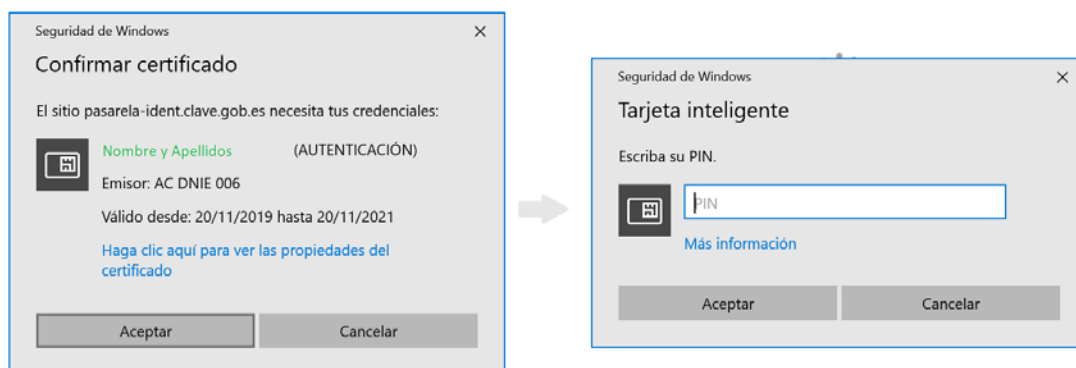 Seguridad de Windows
Confirmar certificado
El sitio pasarela-ident.clave.gob.es necesita tus credenciales:
Nombre y Apellidos (AUTENTICACIÓN)
Emisor: AC DNIE 006
Válido desde: 20/11/2019 hasta 20/11/2021
Haga clic aquí para ver las propiedades del
certificado
Aceptar Cancelar
Seguridad de Windows
Tarjeta inteligente
Escriba su PIN.
PIN
Más información
Aceptar Cancelar